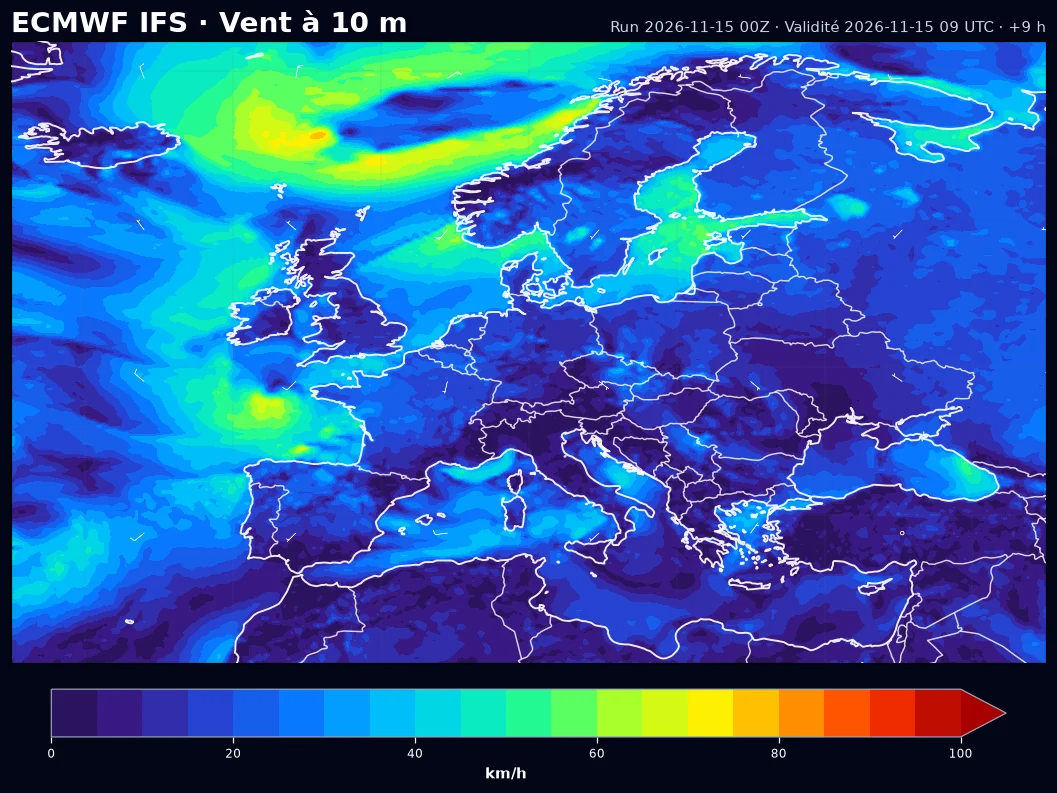 ECMWF IFS · Vent à 10 m
Run 2026-11-15 00Z · Validité 2026-11-15 09 UTC · +9 h
0 20 40 60 80 100
km/h